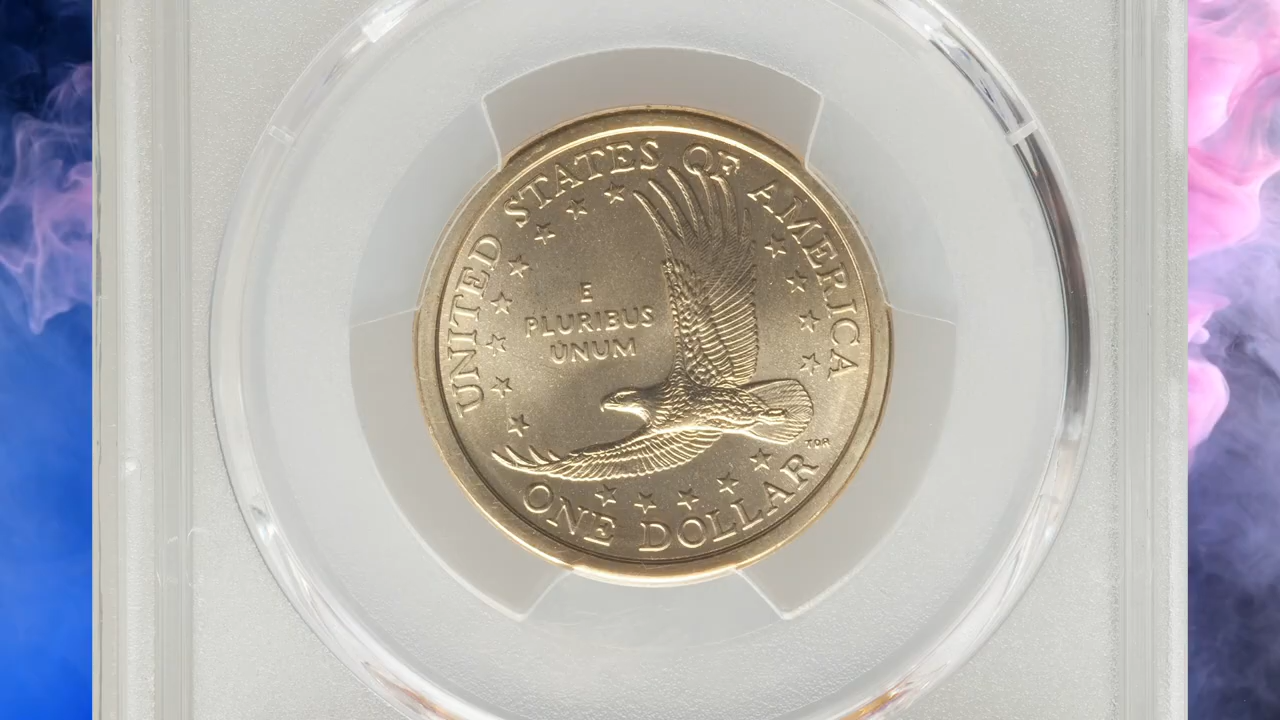 UNITED STATES OF AMERICA
E
PLURIBUS
UNUM
TDR
ONE DOLLAR